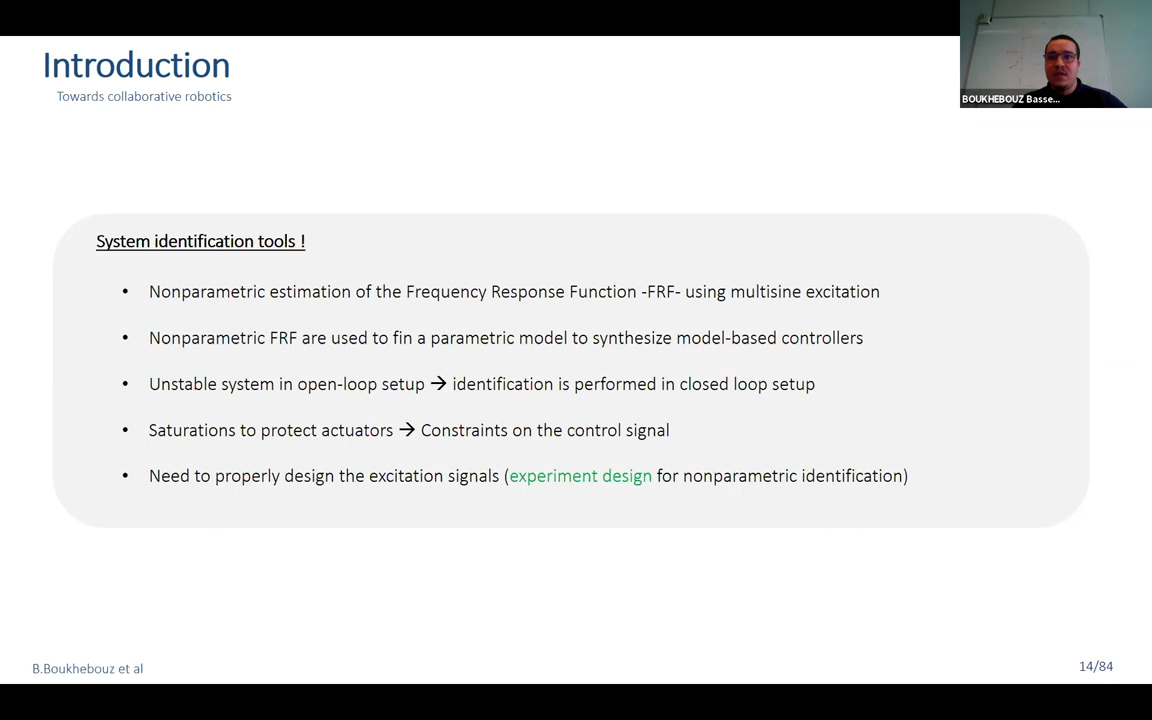 Introduction
Towards collaborative robotics
BOUKHEBOUZ Basse...
System identification tools !
• Nonparametric estimation of the Frequency Response Function -FRF- using multisine excitation
• Nonparametric FRF are used to fin a parametric model to synthesize model-based controllers
• Unstable system in open-loop setup → identification is performed in closed loop setup
• Saturations to protect actuators → Constraints on the control signal
• Need to properly design the excitation signals (experiment design for nonparametric identification)
B.Boukhebouz et al
14/84